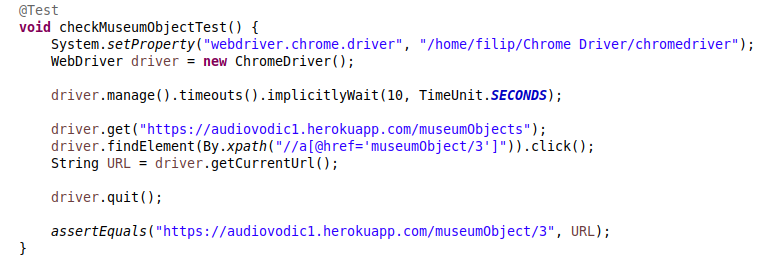 @Test
void checkMuseumObjectTest() {
    System.setProperty("webdriver.chrome.driver", "/home/filip/Chrome Driver/chromedriver");
    WebDriver driver = new ChromeDriver();

    driver.manage().timeouts().implicitlyWait(10, TimeUnit.SECONDS);

    driver.get("https://audiovodic1.herokuapp.com/museumObjects");
    driver.findElement(By.xpath("//a[@href='museumObject/3']")).click();
    String URL = driver.getCurrentUrl();

    driver.quit();

    assertEquals("https://audiovodic1.herokuapp.com/museumObject/3", URL);
}